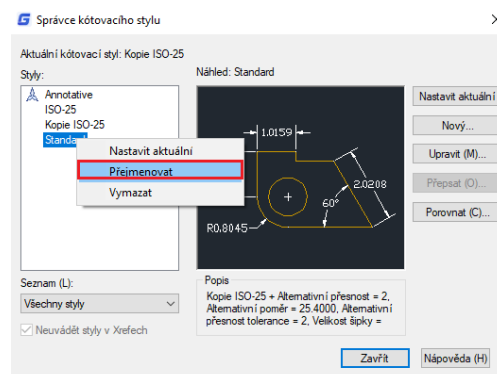 Správce kótovacího stylu
Aktuální kótovací styl: Kopie ISO-25
Styly:
Annotative
ISO-25
Kopie ISO-25
Standard
Nastavit aktuální
Přejmenovat
Vymazat
Náhled: Standard
1.0159
2.0208
60°
R0.8045
Nastavit aktuální
Nový...
Upravit (M)...
Přepsat (O)...
Porovnat (C)...
Seznam (L):
Všechny styly
Neuvádět styly v Xrefech
Popis
Kopie ISO-25 + Alternativní přesnost = 2,
Alternativní poměr = 25.4000, Alternativní
přesnost tolerance = 2, Velikost šipky =
Zavřít
Nápověda (H)